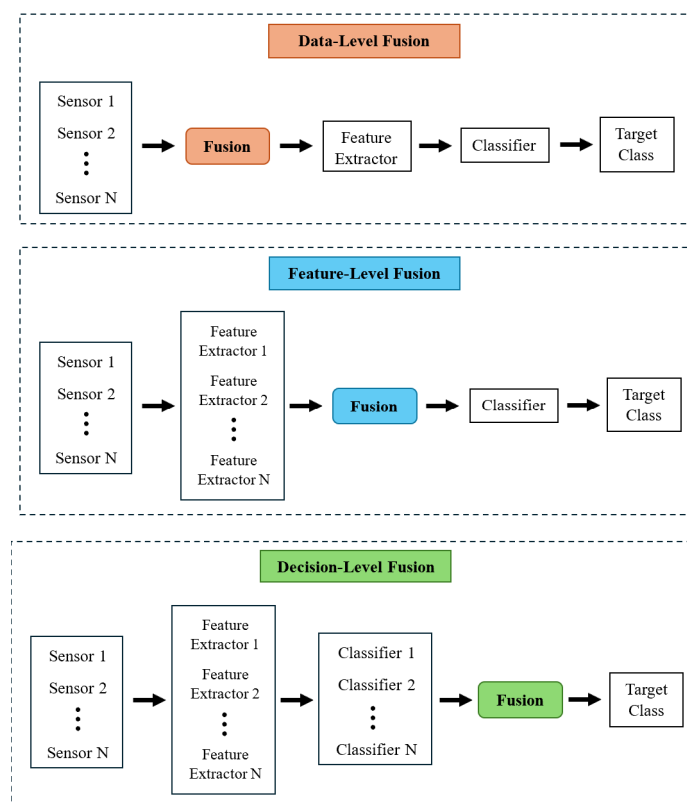 Data-Level Fusion
Sensor 1
Sensor 2
Sensor N
Fusion
Feature
Extractor
Classifier
Target
Class
Feature-Level Fusion
Sensor 1
Sensor 2
Sensor N
Feature
Extractor 1
Feature
Extractor 2
Feature
Extractor N
Fusion
Classifier
Target
Class
Decision-Level Fusion
Sensor 1
Sensor 2
Sensor N
Feature
Extractor 1
Feature
Extractor 2
Feature
Extractor N
Classifier 1
Classifier 2
Classifier N
Fusion
Target
Class